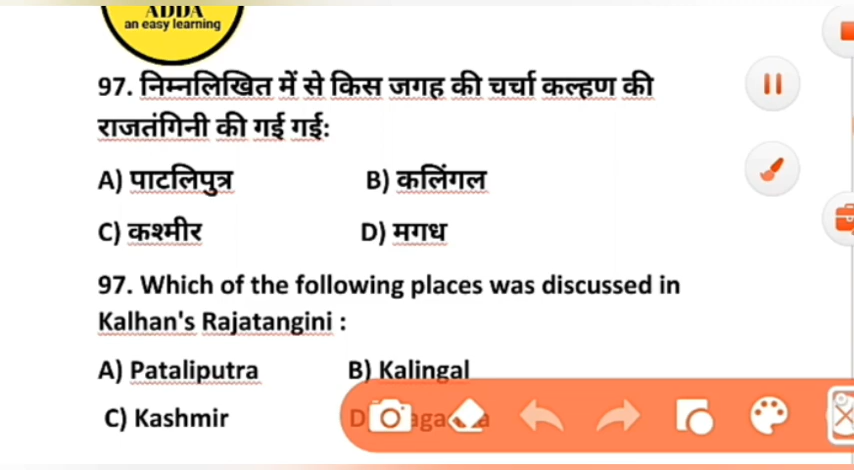 ADDA
an easy learning
97. निम्नलिखित में से किस जगह की चर्चा कल्हण की
राजतंगिनी की गई गई:
A) पाटलिपुत्र B) कलिंगल
C) कश्मीर D) मगध
97. Which of the following places was discussed in
Kalhan's Rajatangini :
A) Pataliputra B) Kalingal
C) Kashmir D